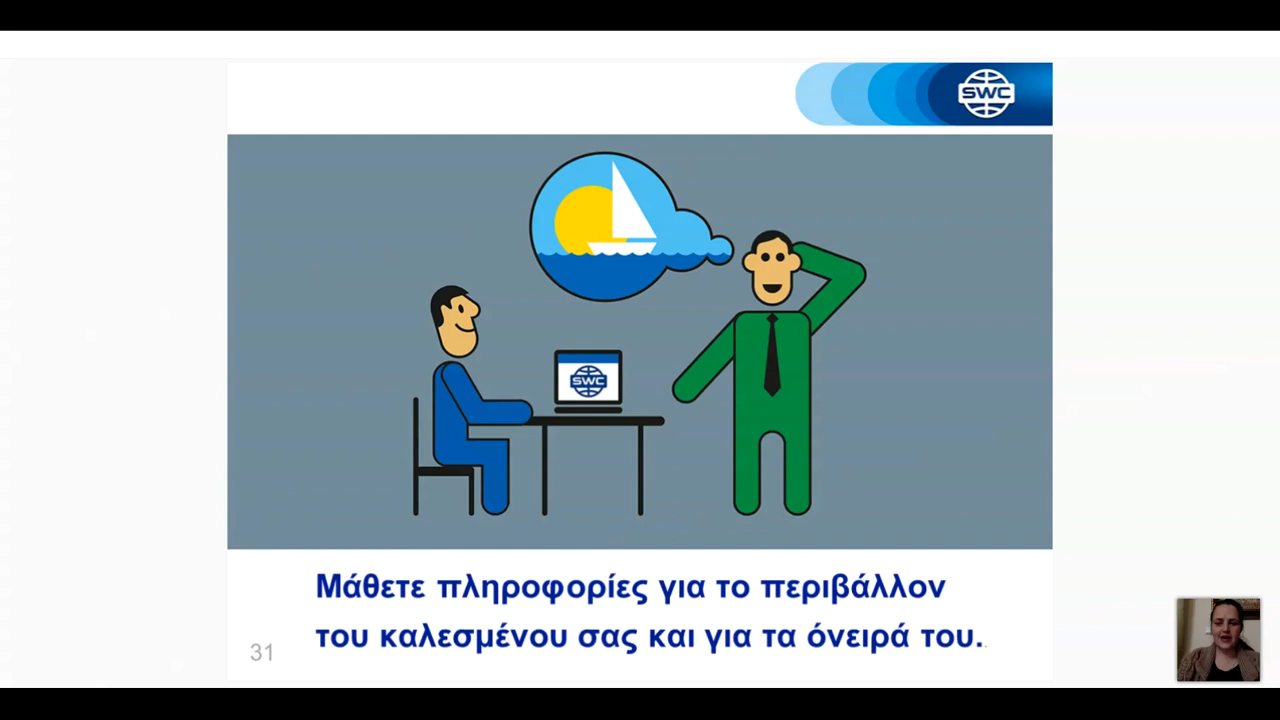 SWC
SWC
Μάθετε πληροφορίες για το περιβάλλον
του καλεσμένου σας και για τα όνειρά του.
31